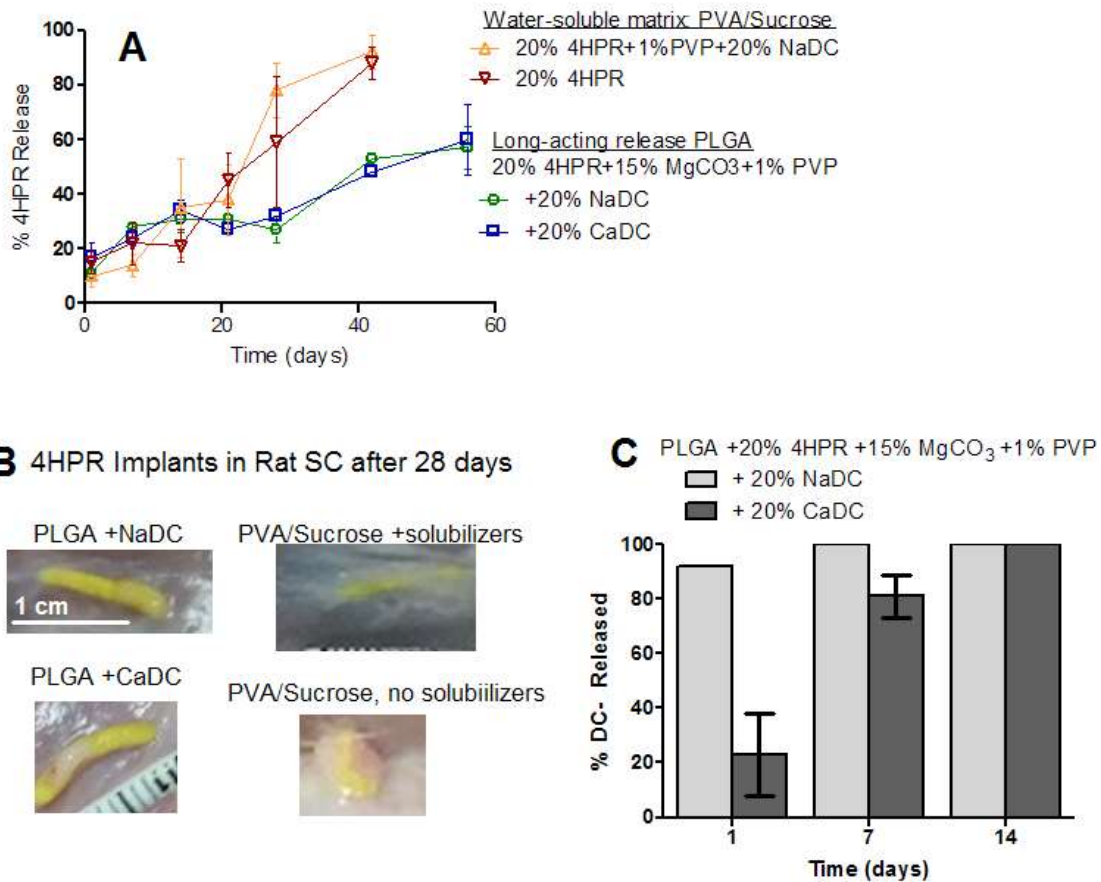 A
% 4HPR Release
100
80
60
40
20
0
0 20 40 60
Time (days)
Water-soluble matrix: PVA/Sucrose
20% 4HPR+1%PVP+20% NaDC
20% 4HPR
Long-acting release PLGA
20% 4HPR+15% MgCO3+1% PVP
+20% NaDC
+20% CaDC
B 4HPR Implants in Rat SC after 28 days
PLGA +NaDC
1 cm
PVA/Sucrose +solubilizers
PLGA +CaDC
PVA/Sucrose, no solubiilizers
C
PLGA +20% 4HPR +15% MgCO3 +1% PVP
+ 20% NaDC
+ 20% CaDC
% DC- Released
100
80
60
40
20
0
1 7 14
Time (days)